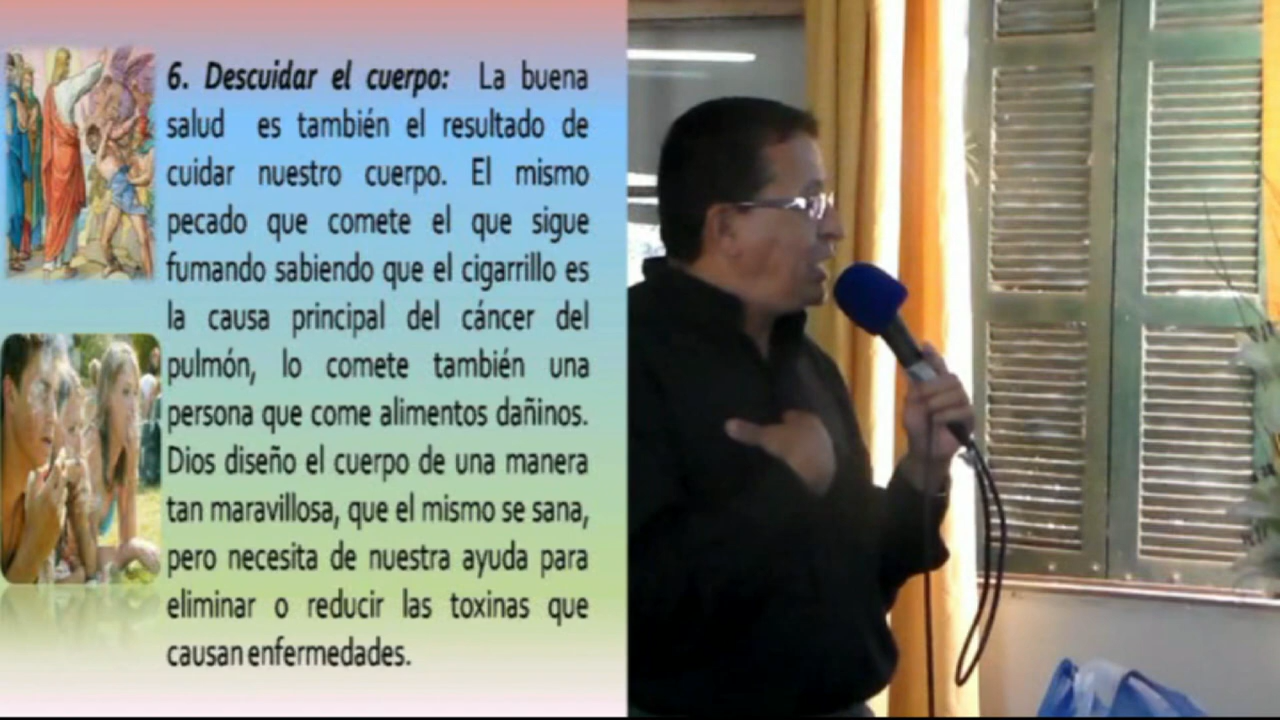 6. Descuidar el cuerpo: La buena
salud es también el resultado de
cuidar nuestro cuerpo. El mismo
pecado que comete el que sigue
fumando sabiendo que el cigarrillo es
la causa principal del cáncer del
pulmón, lo comete también una
persona que come alimentos dañinos.
Dios diseño el cuerpo de una manera
tan maravillosa, que el mismo se sana,
pero necesita de nuestra ayuda para
eliminar o reducir las toxinas que
causan enfermedades.